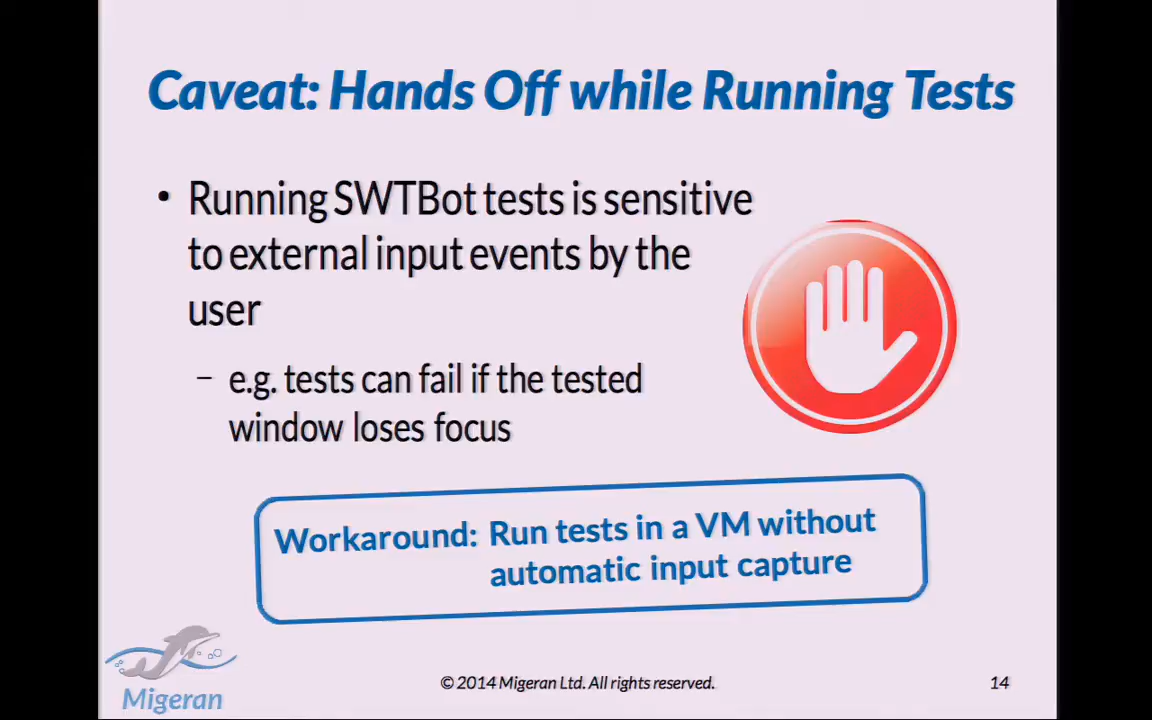 Caveat: Hands Off while Running Tests
• Running SWTBot tests is sensitive
to external input events by the
user
– e.g. tests can fail if the tested
window loses focus
Workaround: Run tests in a VM without
automatic input capture
Migeran
© 2014 Migeran Ltd. All rights reserved.
14